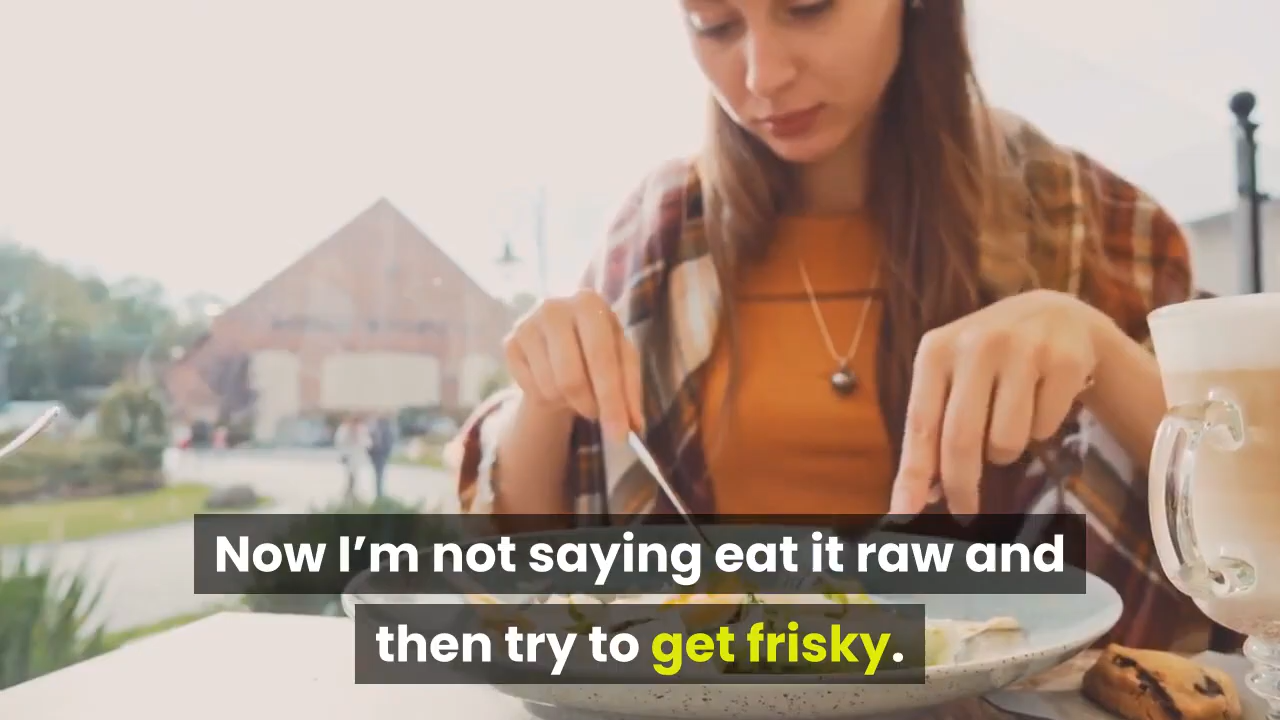 Now I’m not saying eat it raw and
then try to get frisky.